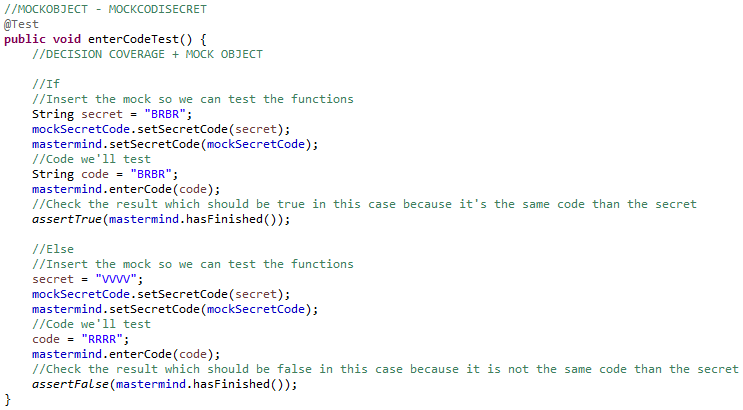 //MOCKOBJECT - MOCKCODISECRET
@Test
public void enterCodeTest() {
//DECISION COVERAGE + MOCK OBJECT
//If
//Insert the mock so we can test the functions
String secret = "BRBR";
mockSecretCode.setSecretCode(secret);
mastermind.setSecretCode(mockSecretCode);
//Code we'll test
String code = "BRBR";
mastermind.enterCode(code);
//Check the result which should be true in this case because it's the same code than the secret
assertTrue(mastermind.hasFinished());
//Else
//Insert the mock so we can test the functions
secret = "VVVV";
mockSecretCode.setSecretCode(secret);
mastermind.setSecretCode(mockSecretCode);
//Code we'll test
code = "RRRR";
mastermind.enterCode(code);
//Check the result which should be false in this case because it is not the same code than the secret
assertFalse(mastermind.hasFinished());
}